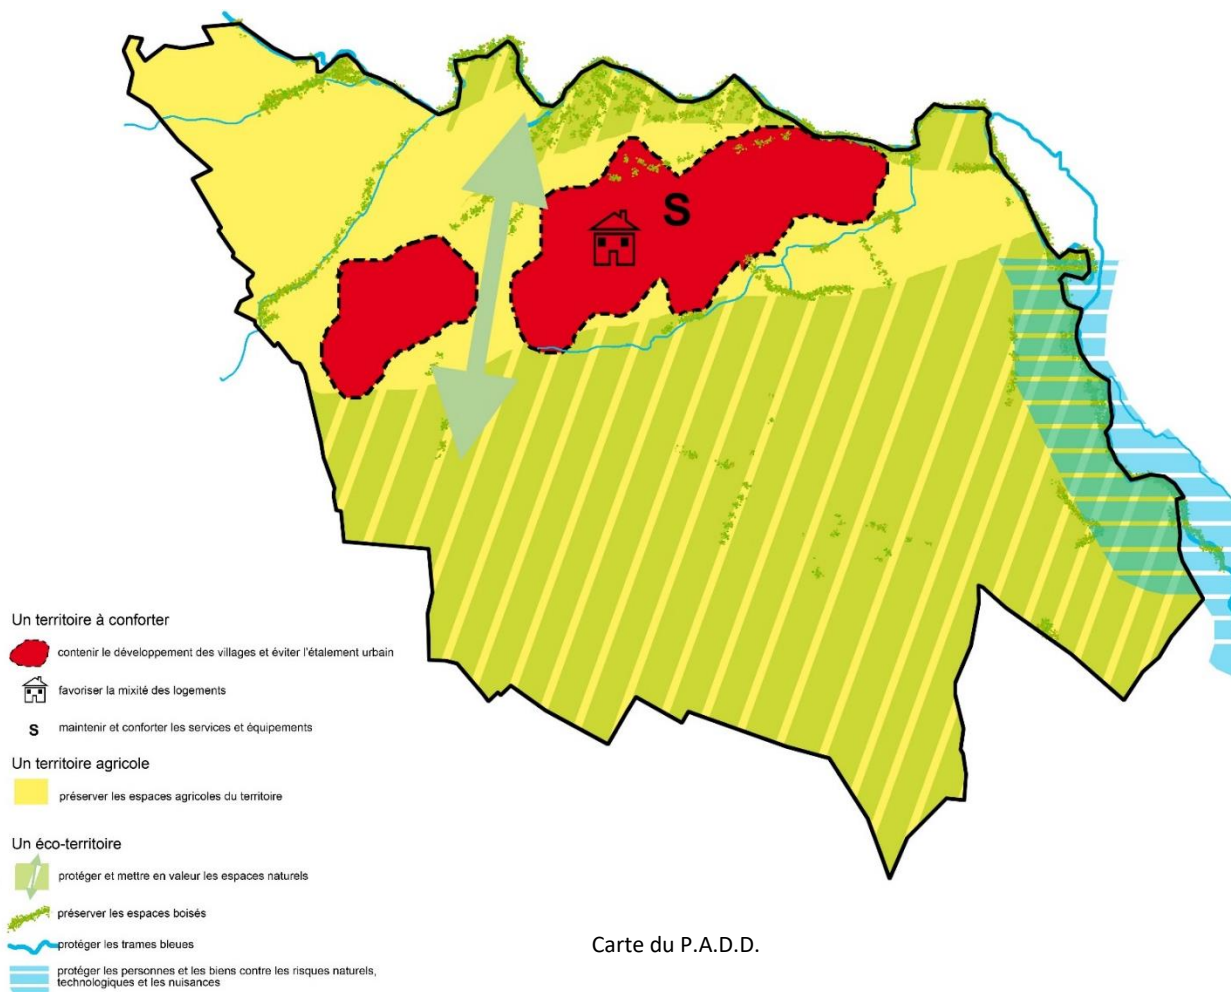 S
Un territoire à conforter
contenir le développement des villages et éviter l'étalement urbain
favoriser la mixité des logements
S maintenir et conforter les services et équipements
Un territoire agricole
préserver les espaces agricoles du territoire
Un éco-territoire
protéger et mettre en valeur les espaces naturels
préserver les espaces boisés
protéger les trames bleues
protéger les personnes et les biens contre les risques naturels,
technologiques et les nuisances
Carte du P.A.D.D.